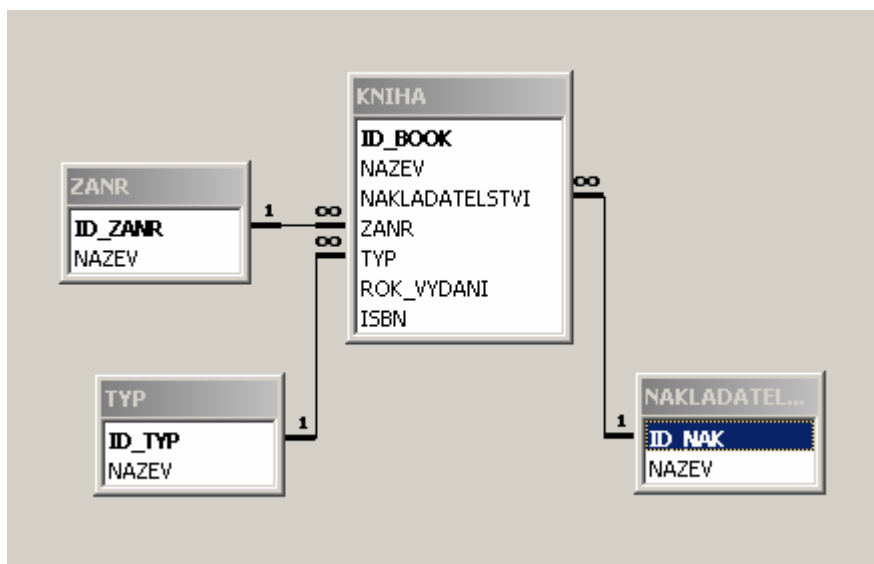 KNIHA
ID_BOOK
NAZEV
NAKLADATELSTVI
ZANR
TYP
ROK_VYDANI
ISBN
∞
ZANR
ID_ZANR
NAZEV
1
∞
∞
TYP
ID_TYP
NAZEV
1
NAKLADATEL...
ID_NAK
NAZEV
1